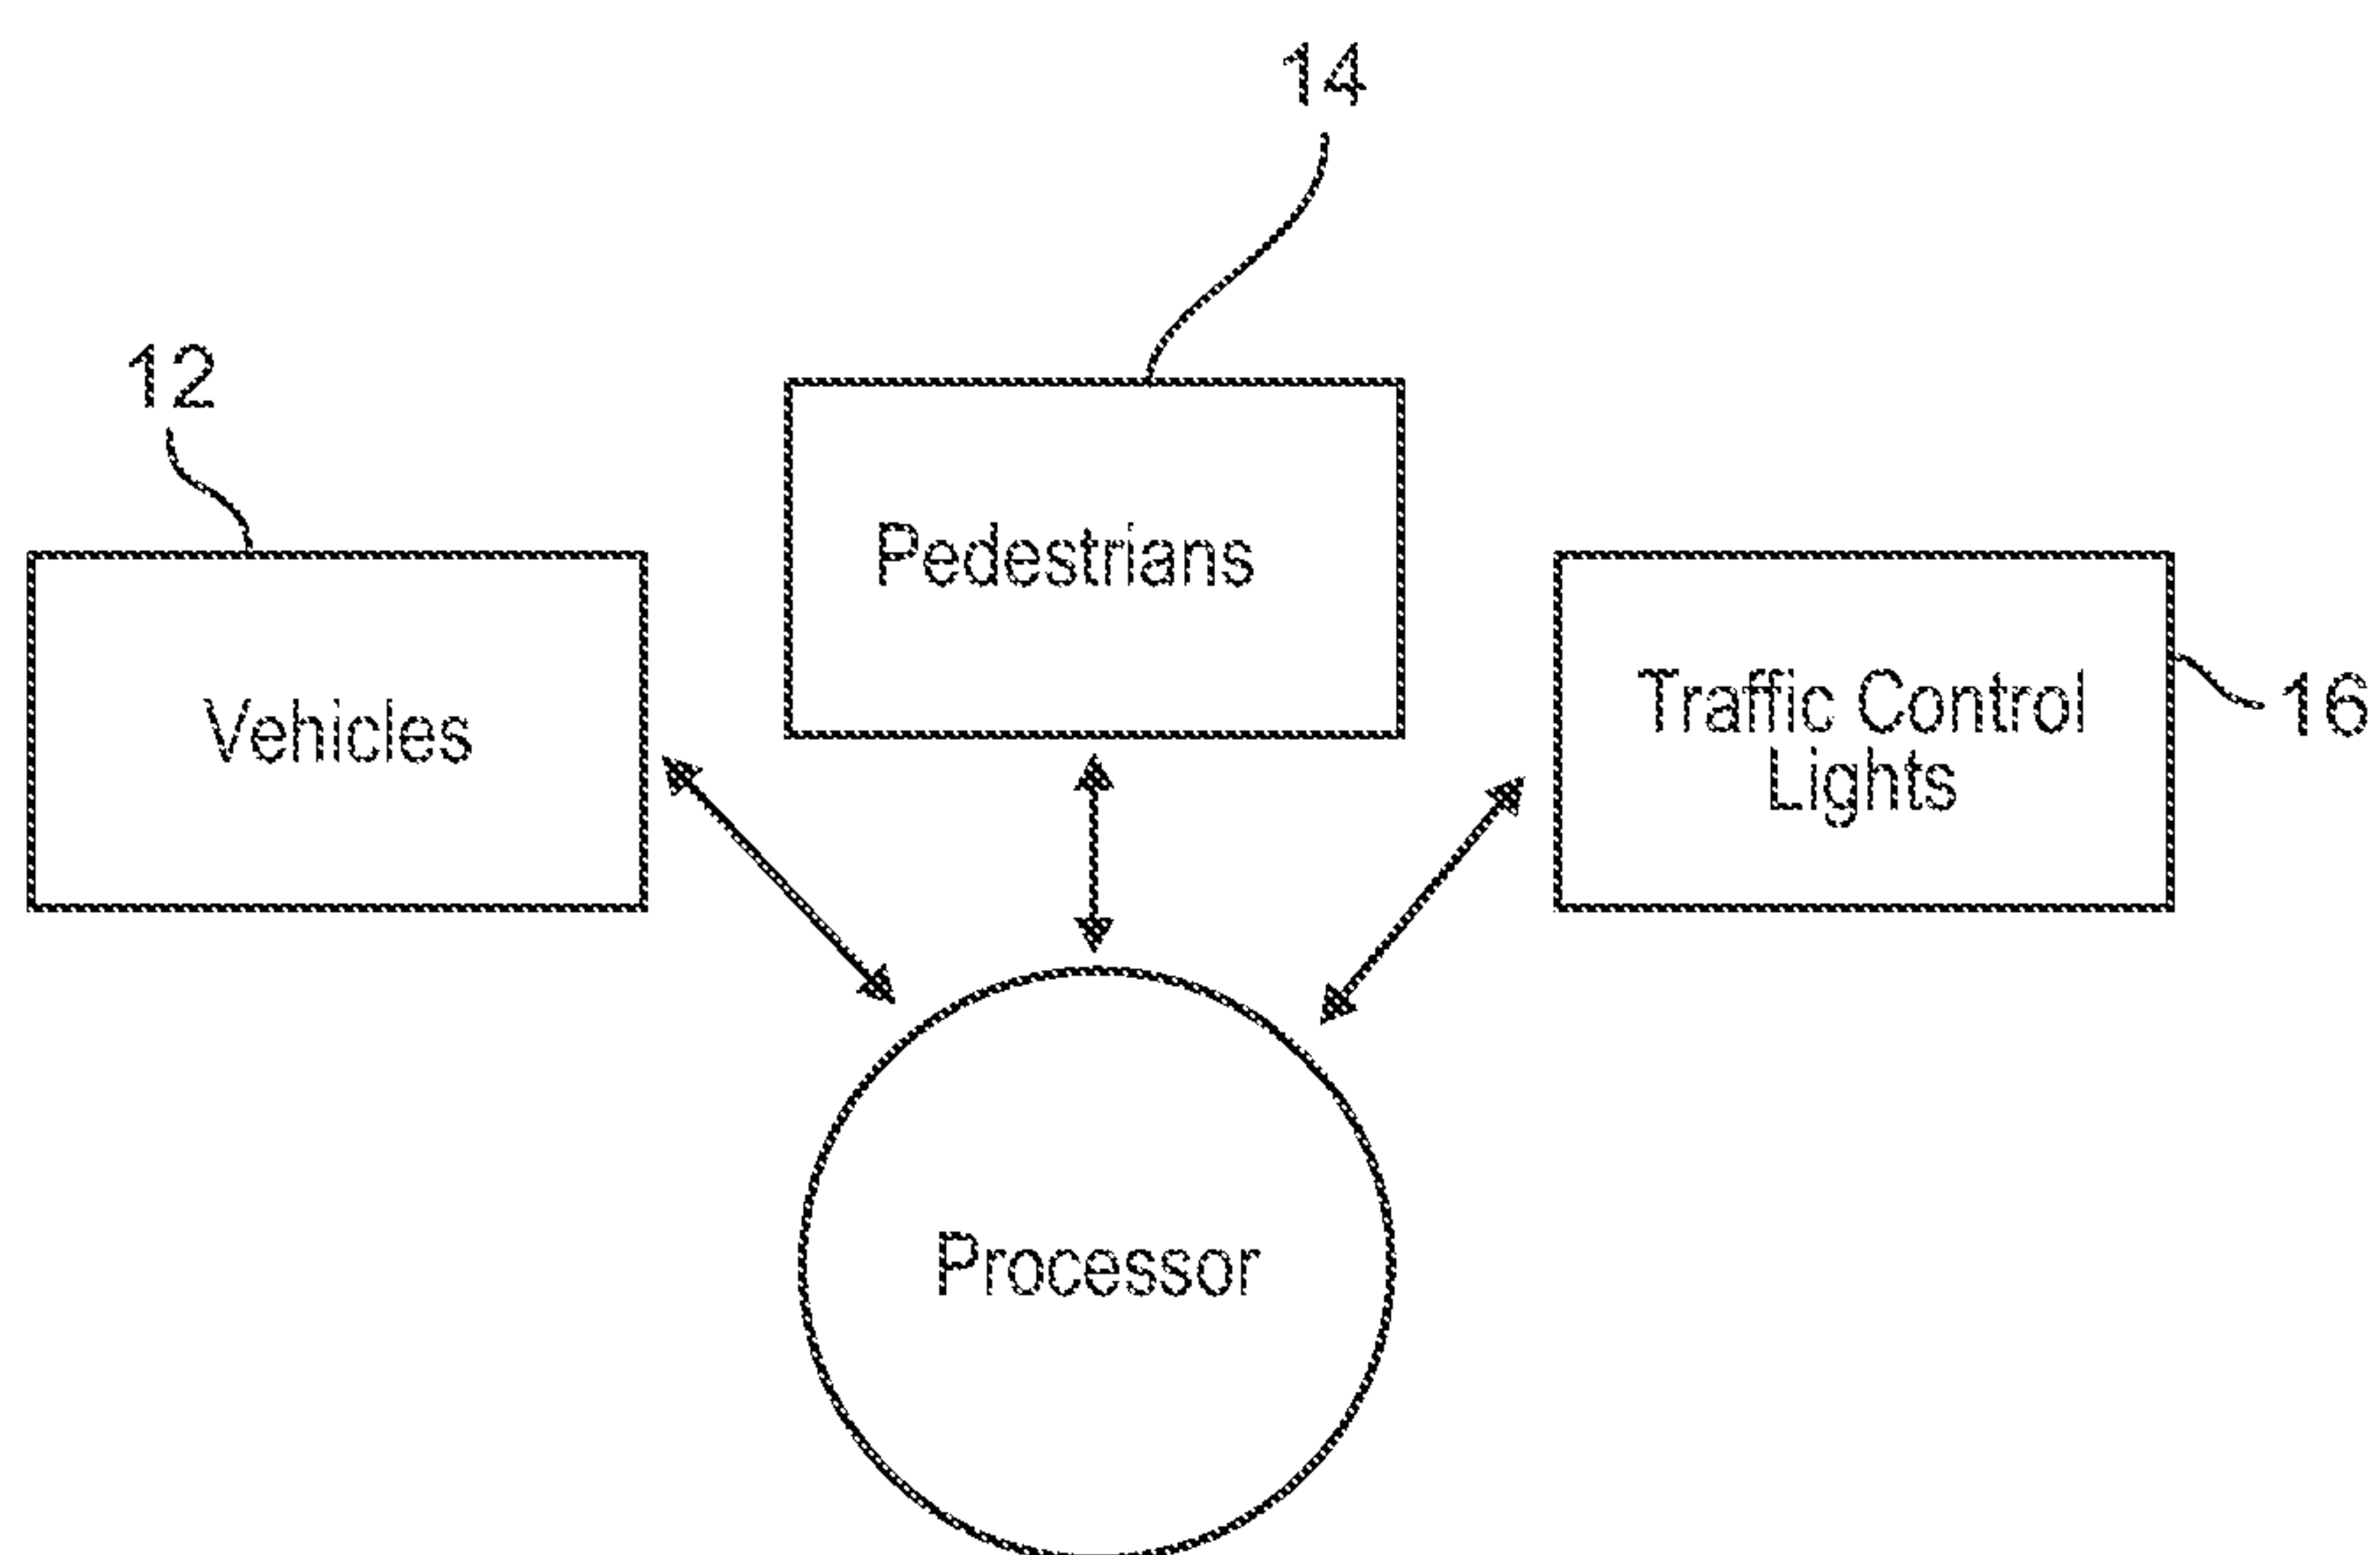 14
12
Pedestrians
Vehicles
Traffic Control
Lights
16
Processor